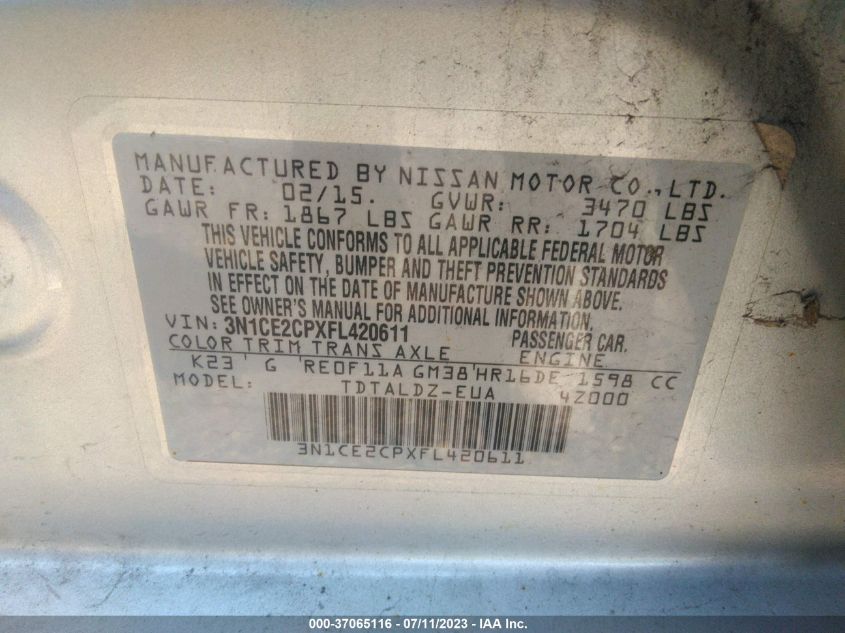 MANUFACTURED BY NISSAN MOTOR CO., LTD.
DATE: 02/15. GVWR: 3470 LBS
GAWR FR: 1867 LBS GAWR RR: 1704 LBS
THIS VEHICLE CONFORMS TO ALL APPLICABLE FEDERAL MOTOR
VEHICLE SAFETY, BUMPER AND THEFT PREVENTION STANDARDS
IN EFFECT ON THE DATE OF MANUFACTURE SHOWN ABOVE.
SEE OWNER'S MANUAL FOR ADDITIONAL INFORMATION.
VIN: 3N1CE2CPXFL420611 PASSENGER CAR.
COLOR TRIM TRANS AXLE ENGINE
K23 ' G 'RE0F11A GM38'HR16DE 1598 CC
MODEL: TDTALDZ-EUA 4Z000
3N1CE2CPXFL420611
000-37065116 - 07/11/2023 - IAA Inc.